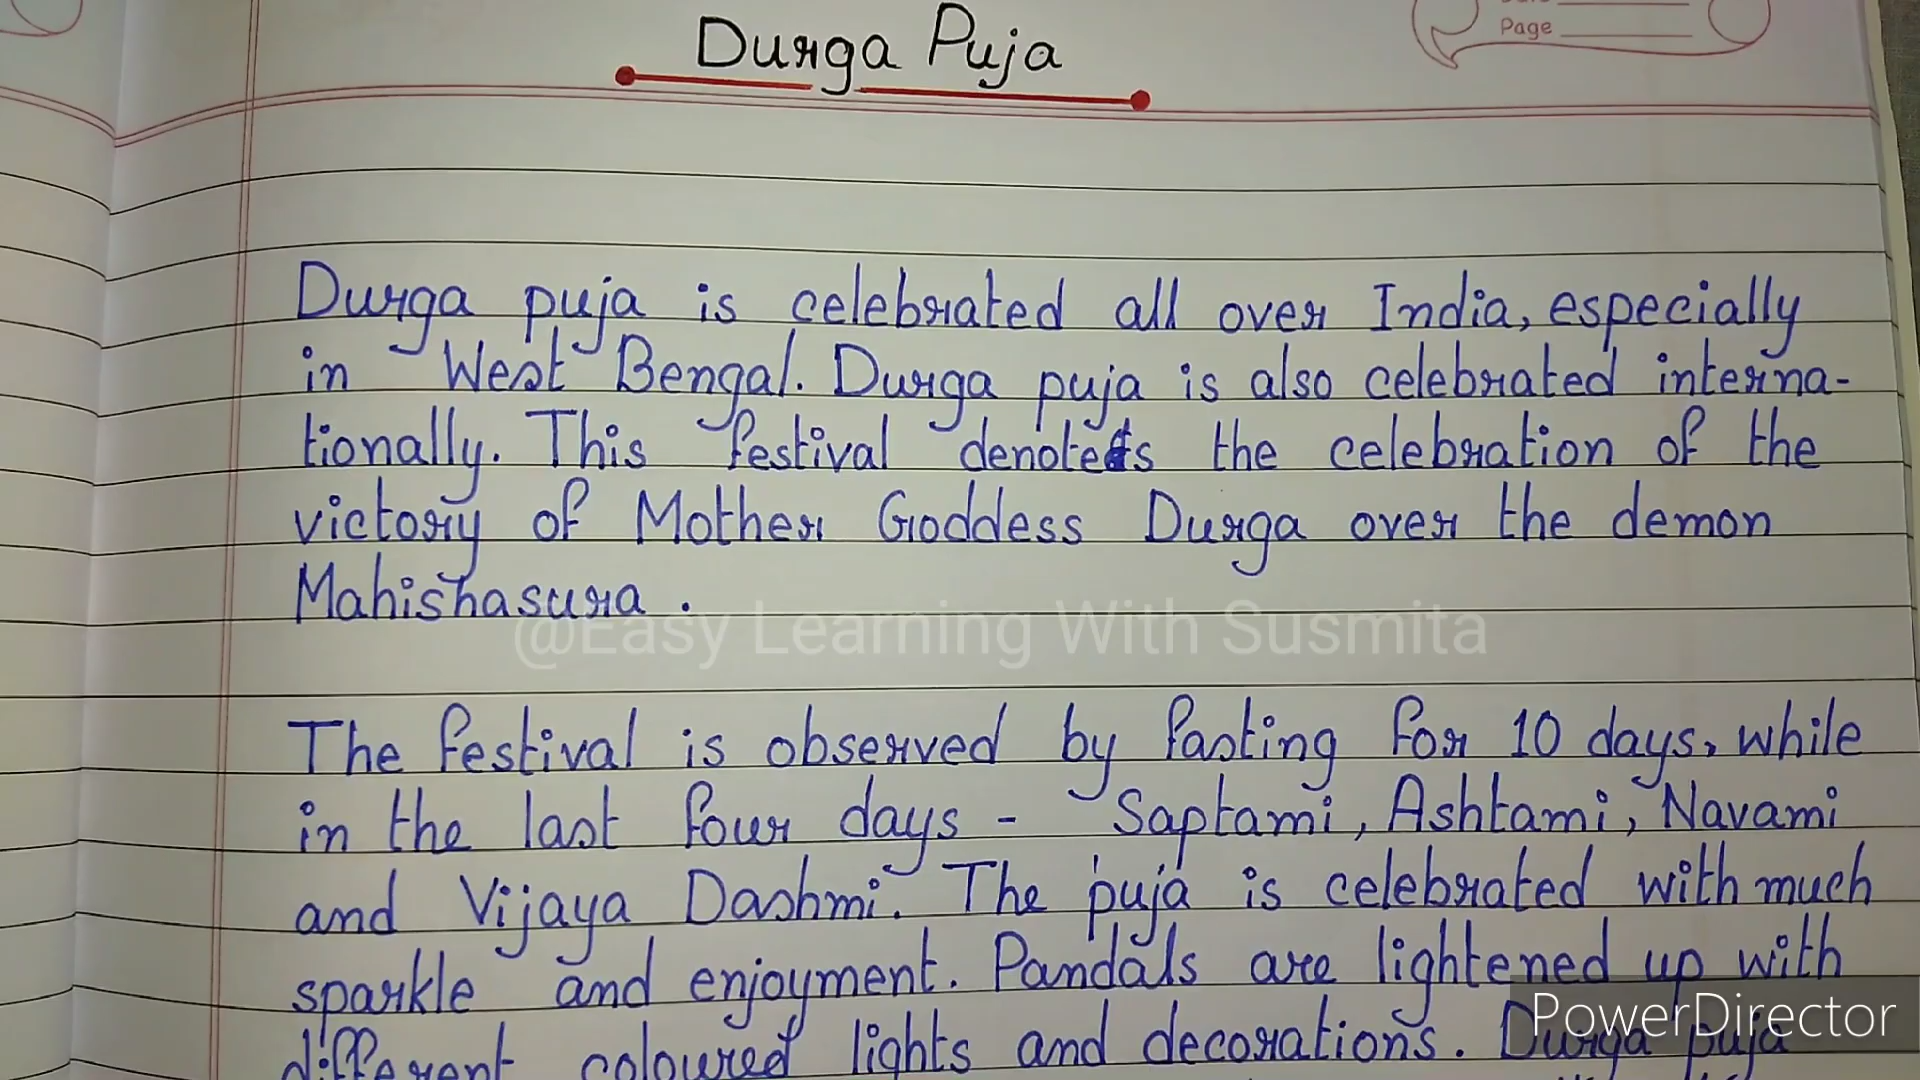 Page
Durga Puja
Durga puja is celebrated all over India, especially
in West Bengal. Durga puja is also celebrated interna-
tionally. This festival denotes the celebration of the
victory of Mother Goddess Durga over the demon
Mahishasura.
@Easy Learning With Susmita
The festival is observed by fasting for 10 days, while
in the last four days - Saptami, Ashtami, Navami
and Vijaya Dashmi. The puja is celebrated with much
sparkle and enjoyment. Pandals are lightened up with
different coloured lights and decorations. Durga puja
PowerDirector